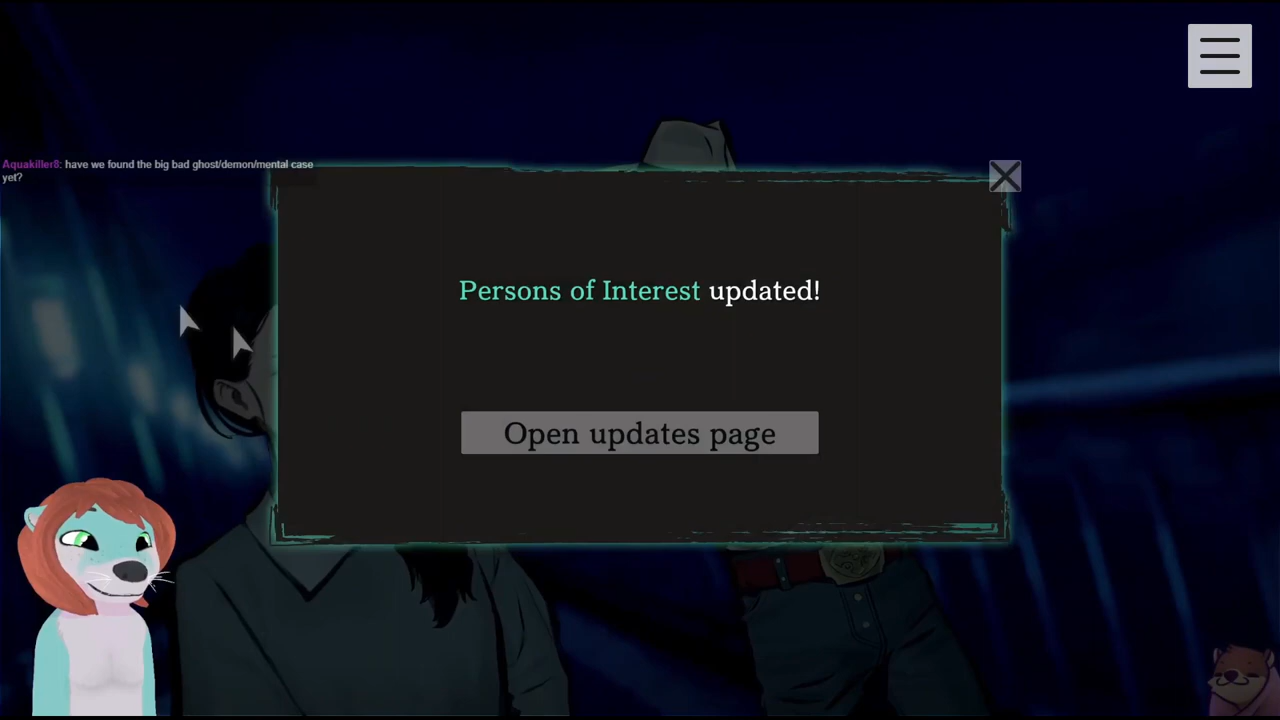 Aquakiller8: have we found the big bad ghost/demon/mental case
yet?
Persons of Interest updated!
Open updates page